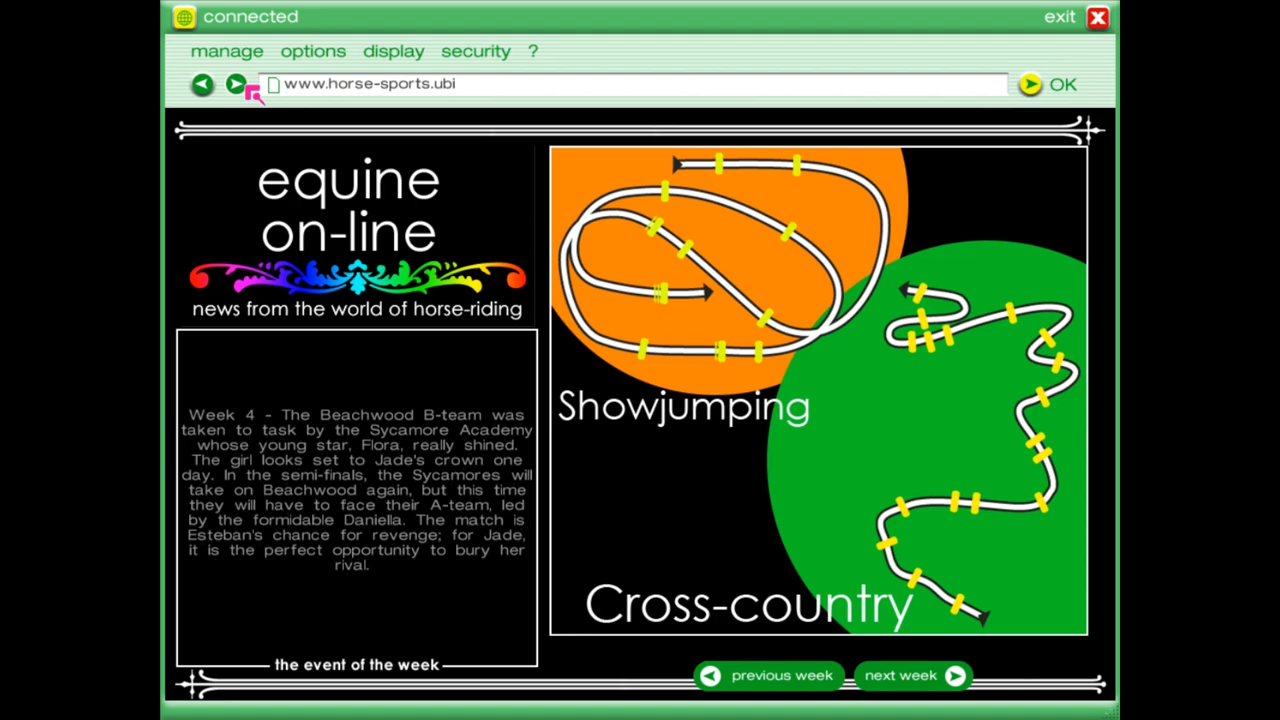 connected
exit
manage options display security ?
www.horse-sports.ubi
OK
equine
on-line
news from the world of horse-riding
Week 4 - The Beachwood B-team was
taken to task by the Sycamore Academy
whose young star, Flora, really shined.
The girl looks set to Jade's crown one
day. In the semi-finals, the Sycamores will
take on Beachwood again, but this time
they will have to face their A-team, led
by the formidable Daniella. The match is
Esteban's chance for revenge; for Jade,
it is the perfect opportunity to bury her
rival.
the event of the week
Showjumping
Cross-country
previous week
next week